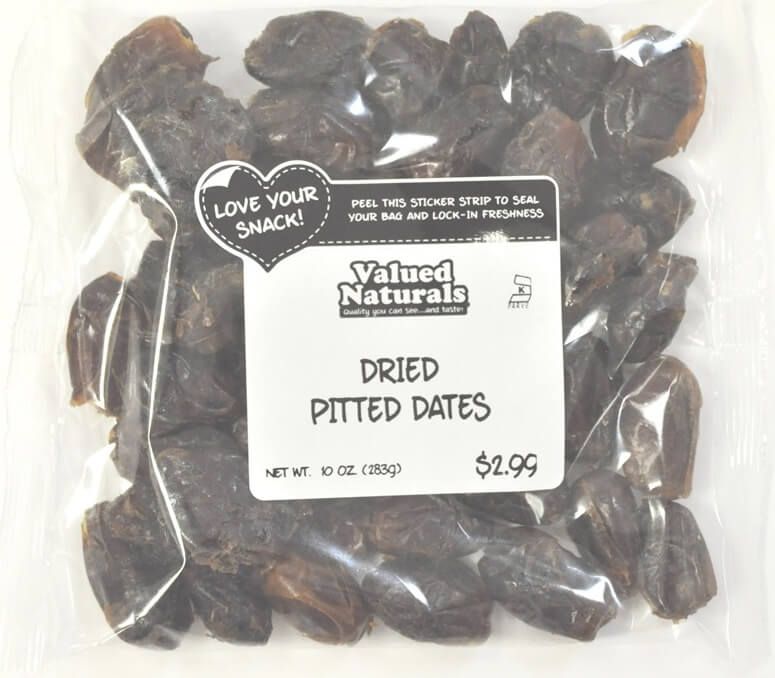 LOVE YOUR
SNACK!
PEEL THIS STICKER STRIP TO SEAL
YOUR BAG AND LOCK-IN FRESHNESS
Valued
Naturals
Quality you can see...and taste!
K
PARVE
DRIED
PITTED DATES
NET WT. 10 OZ. (283g)
$2.99